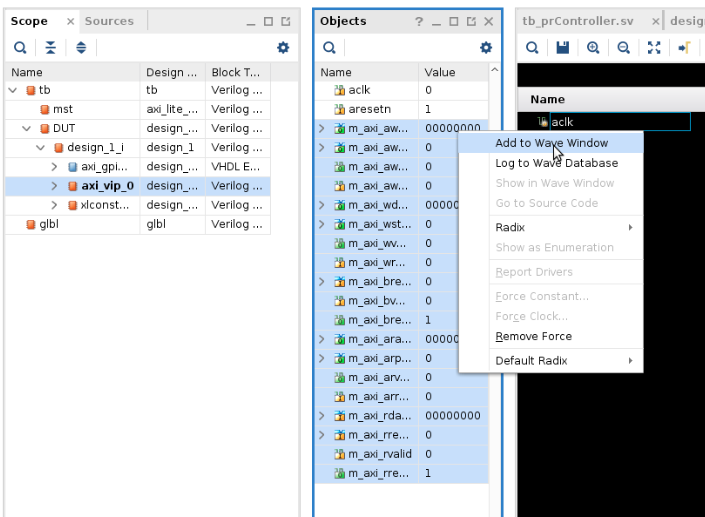 Scope × Sources
Name Design ... Block T...
tb tb Verilog ...
mst axi_lite_... Verilog ...
DUT design_... Verilog ...
design_1_i design_1 Verilog ...
axi_gpi... design_... VHDL E...
axi_vip_0 design_... Verilog ...
xlconst... design_... Verilog ...
glbl glbl Verilog ...
Objects ? _ □ ×
Name Value
aclk 0
aresetn 1
m_axi_aw... 00000000
m_axi_aw... 0
m_axi_aw... 0
m_axi_aw... 0
m_axi_wd... 00000
m_axi_wst... 0
m_axi_wv... 0
m_axi_wr... 0
m_axi_bre... 0
m_axi_bv... 0
m_axi_bre... 1
m_axi_ara... 00000
m_axi_arp... 0
m_axi_arv... 0
m_axi_arr... 0
m_axi_rda... 00000000
m_axi_rre... 0
m_axi_rvalid 0
m_axi_rre... 1
tb_prController.sv × desig
Name
aclk
Add to Wave Window
Log to Wave Database
Show in Wave Window
Go to Source Code
Radix
Show as Enumeration
Report Drivers
Force Constant...
Force Clock...
Remove Force
Default Radix